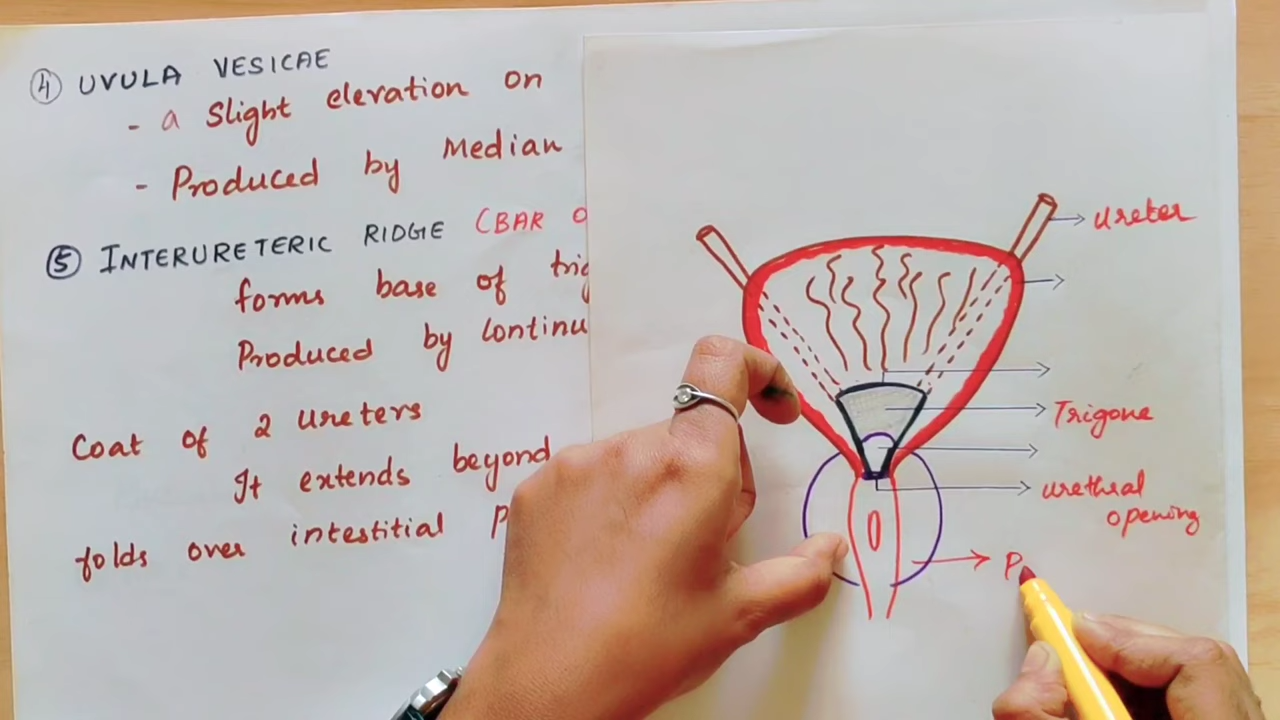 ④ UVULA VESICAE
- a slight elevation on
- Produced by Median
⑤ INTERURETERIC RIDGE (BAR O
forms base of trig
Produced by Continu
Coat of 2 ureters
It extends beyond
folds over intestitial P
ureter
Trigone
urethral
opening
P